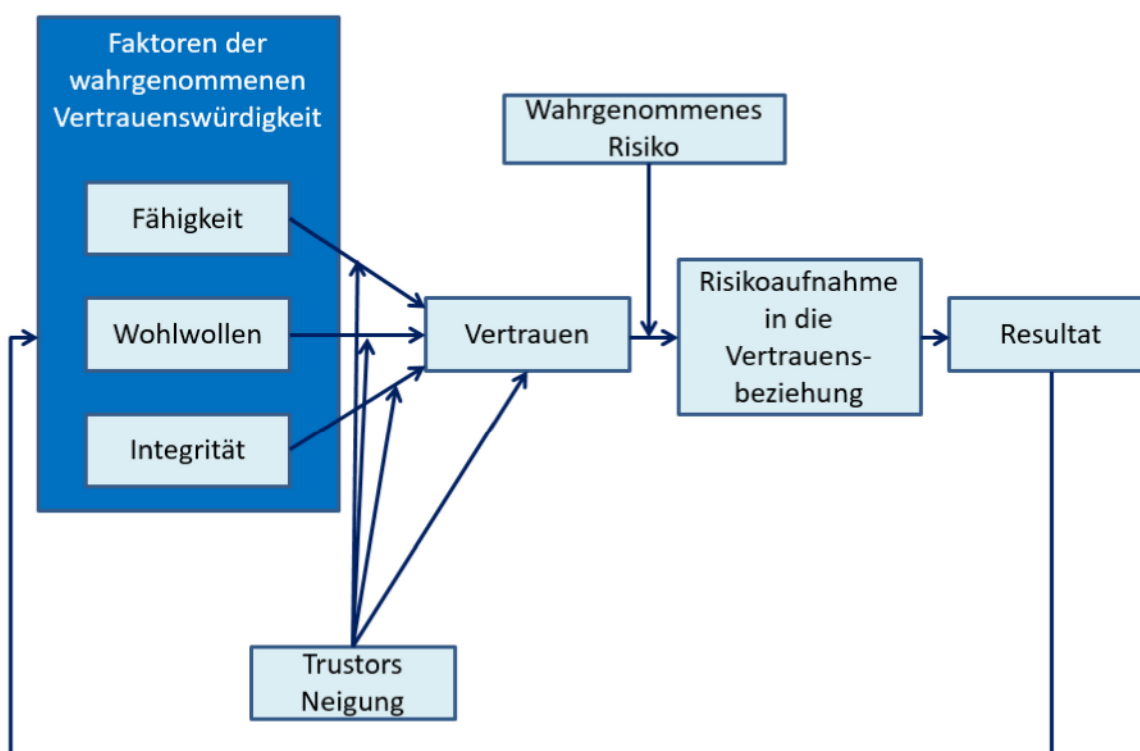 Faktoren der
wahrgenommenen
Vertrauenswürdigkeit
Fähigkeit
Wohlwollen
Integrität
Wahrgenommenes
Risiko
Vertrauen
Risikoaufnahme
in die
Vertrauens-
beziehung
Resultat
Trustors
Neigung